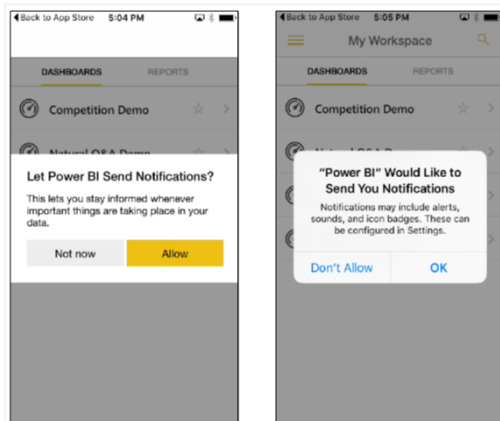 Back to App Store 5:04 PM
DASHBOARDS REPORTS
Competition Demo
Natural Q&A Demo
Let Power BI Send Notifications?
This lets you stay informed whenever
important things are taking place in your
data.
Not now Allow
Back to App Store 5:05 PM
My Workspace
DASHBOARDS REPORTS
Competition Demo
"Power BI" Would Like to
Send You Notifications
Notifications may include alerts,
sounds, and icon badges. These can
be configured in Settings.
Don't Allow OK